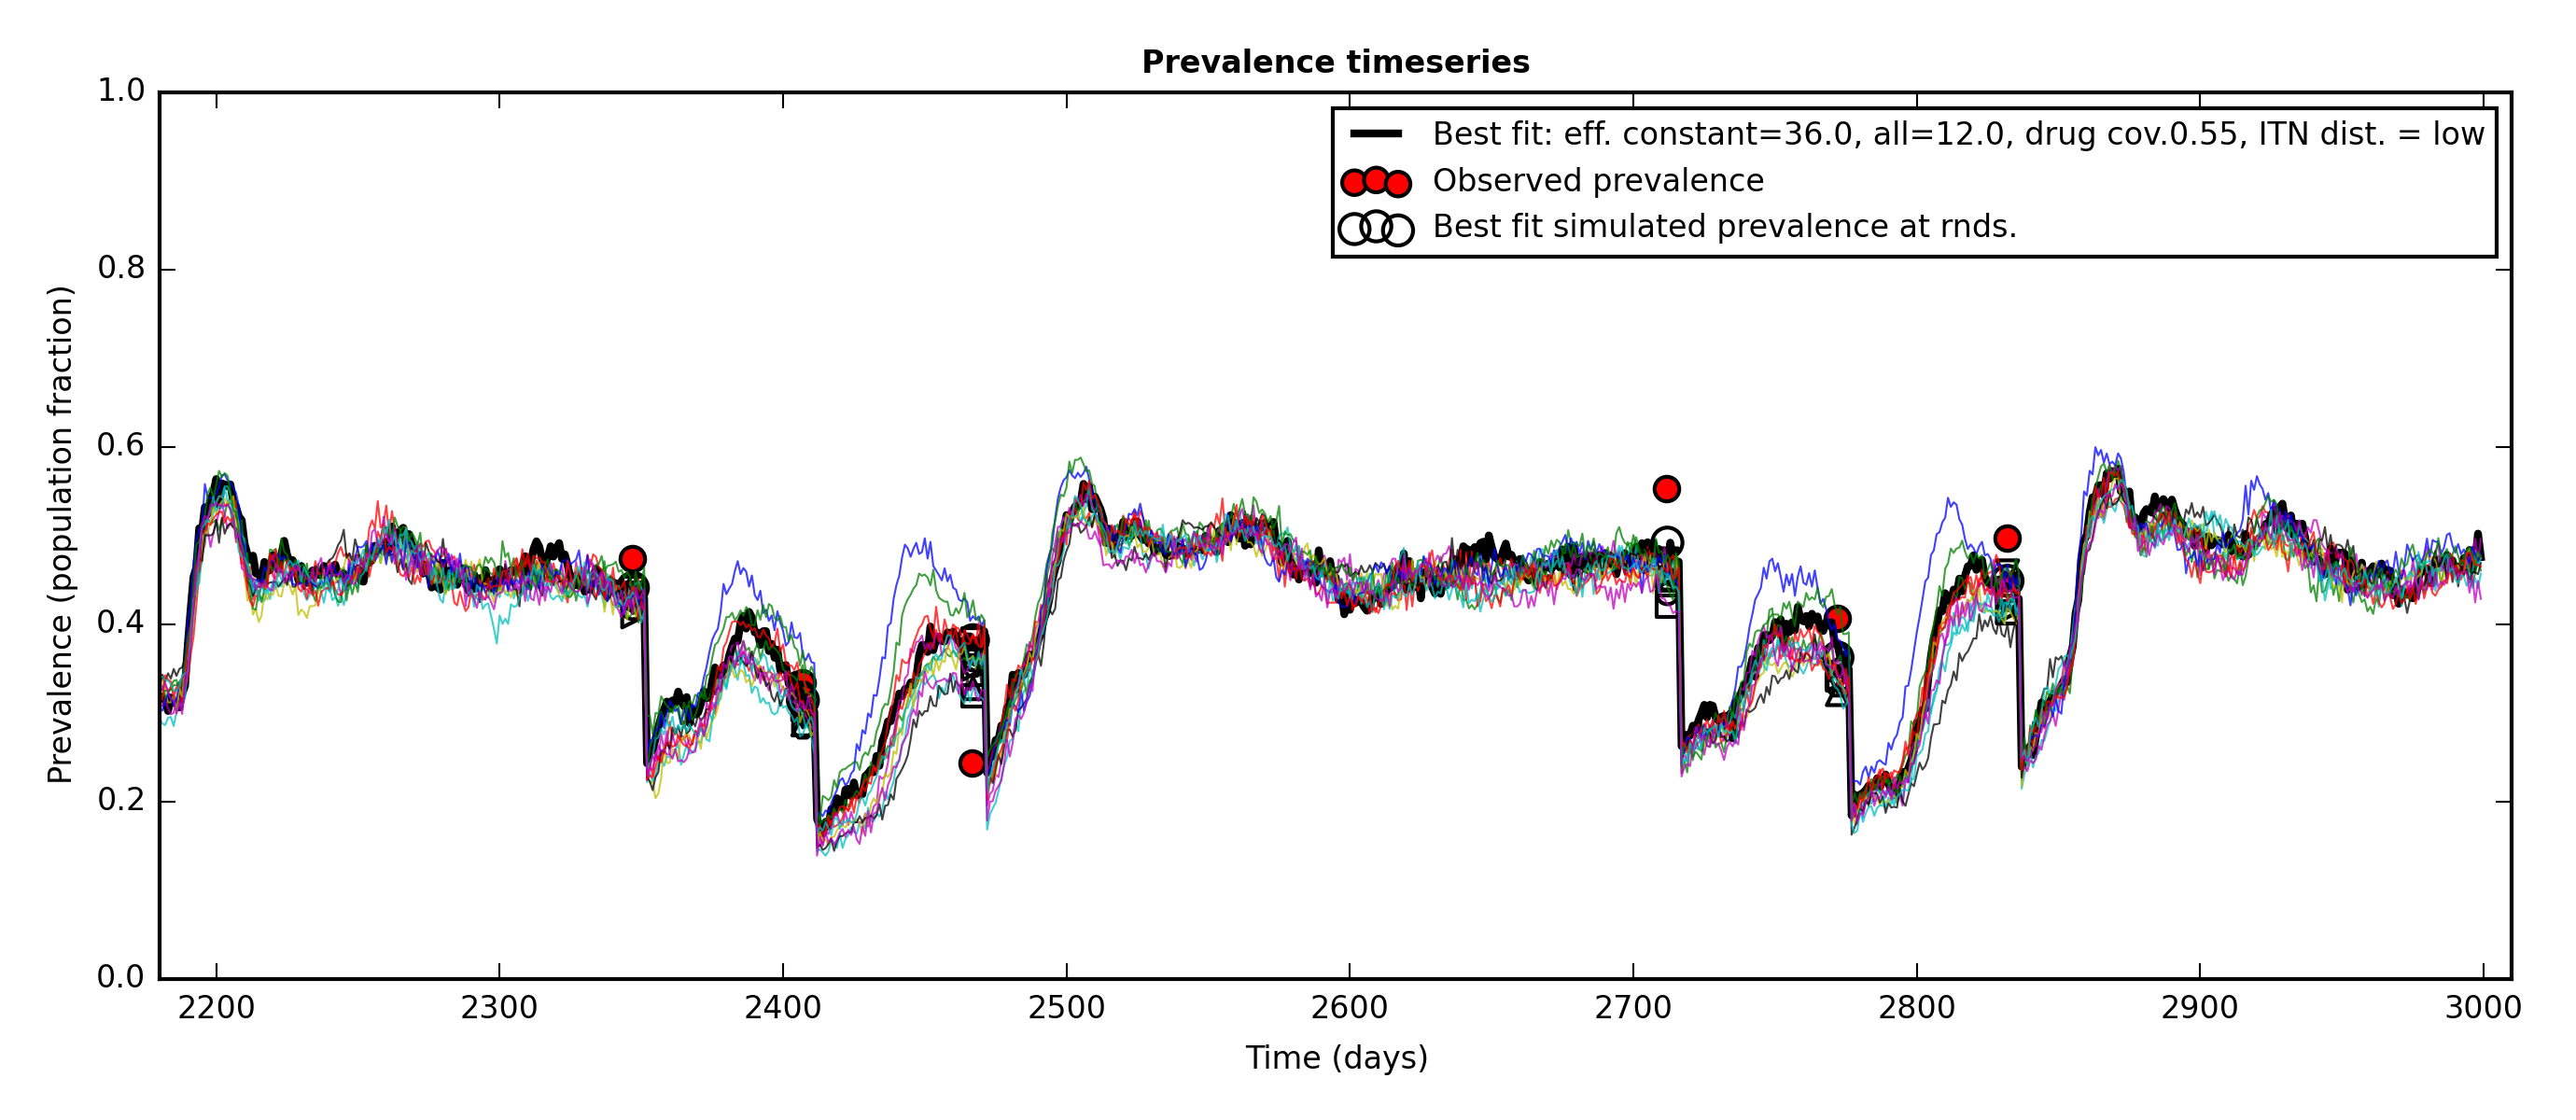 Prevalence timeseries
1.0
0.8
0.6
0.4
0.2
0.0
Prevalence (population fraction)
Best fit: eff. constant=36.0, all=12.0, drug cov.0.55, ITN dist. = low
Observed prevalence
Best fit simulated prevalence at rnds.
2200 2300 2400 2500 2600 2700 2800 2900 3000
Time (days)